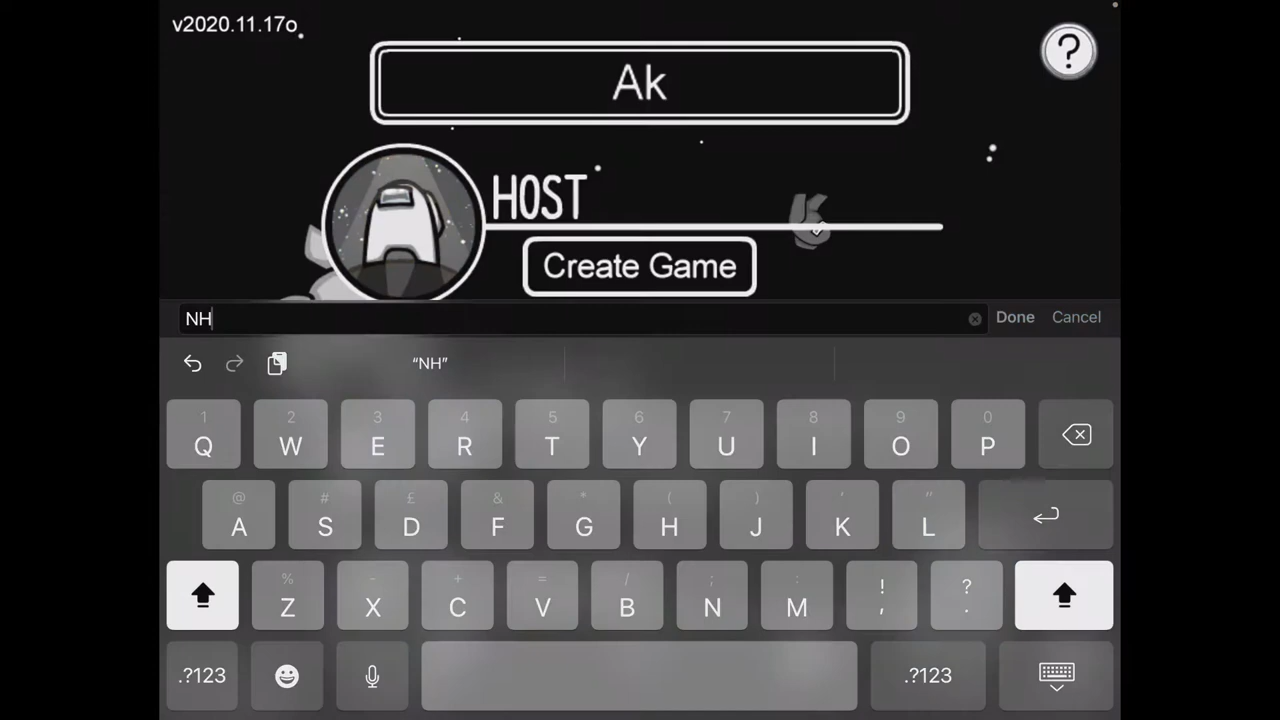 v2020.11.17o
?
Ak
HOST
Create Game
NH
Done
Cancel
“NH”
1 2 3 4 5 6 7 8 9 0
Q W E R T Y U I O P
@ # £ & * ( ) ' "
A S D F G H J K L
% - + = / ; : ! ?
Z X C V B N M , .
.?123
.?123